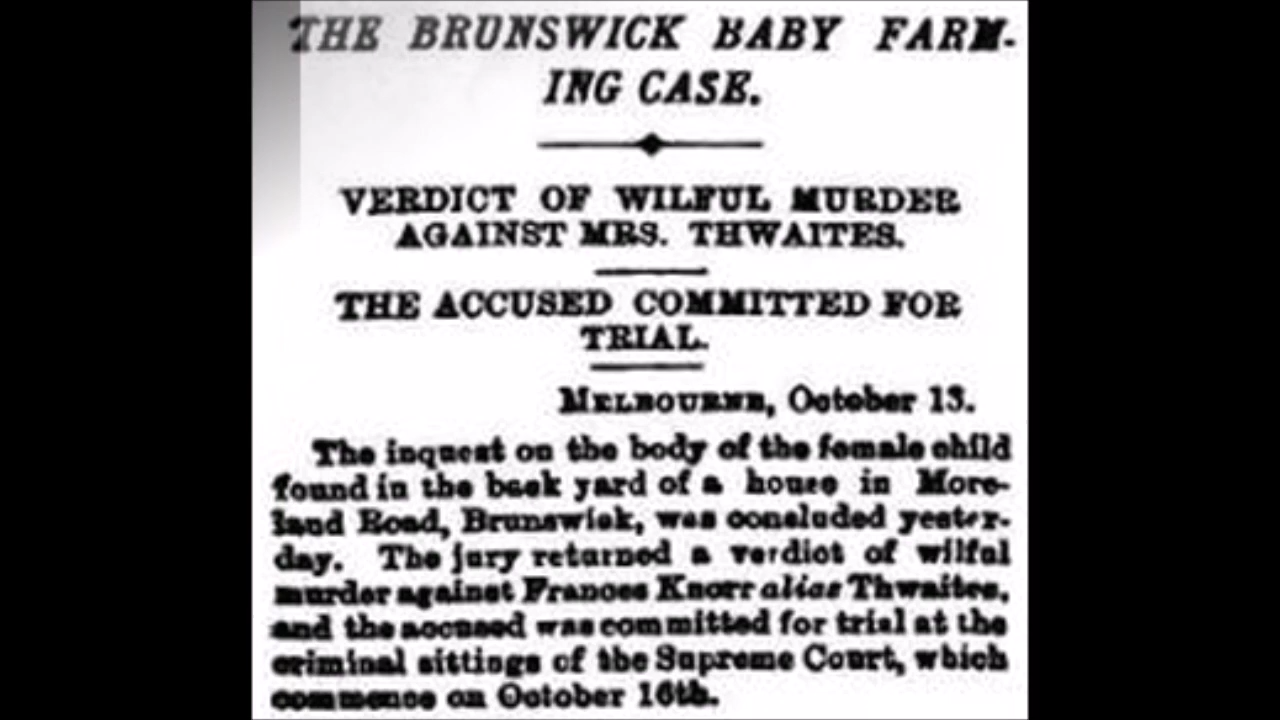 THE BRUNSWICK BABY FARM-
ING CASE.
VERDICT OF WILFUL MURDER
AGAINST MRS. THWAITES.
THE ACCUSED COMMITTED FOR
TRIAL.
MELBOURNE, October 13.
The inquest on the body of the female child
found in the back yard of a house in More-
land Road, Brunswick, was concluded yester-
day. The jury returned a verdict of wilful
murder against Frances Knorr alias Thwaites,
and the accused was committed for trial at the
criminal sittings of the Supreme Court, which
commence on October 16th.